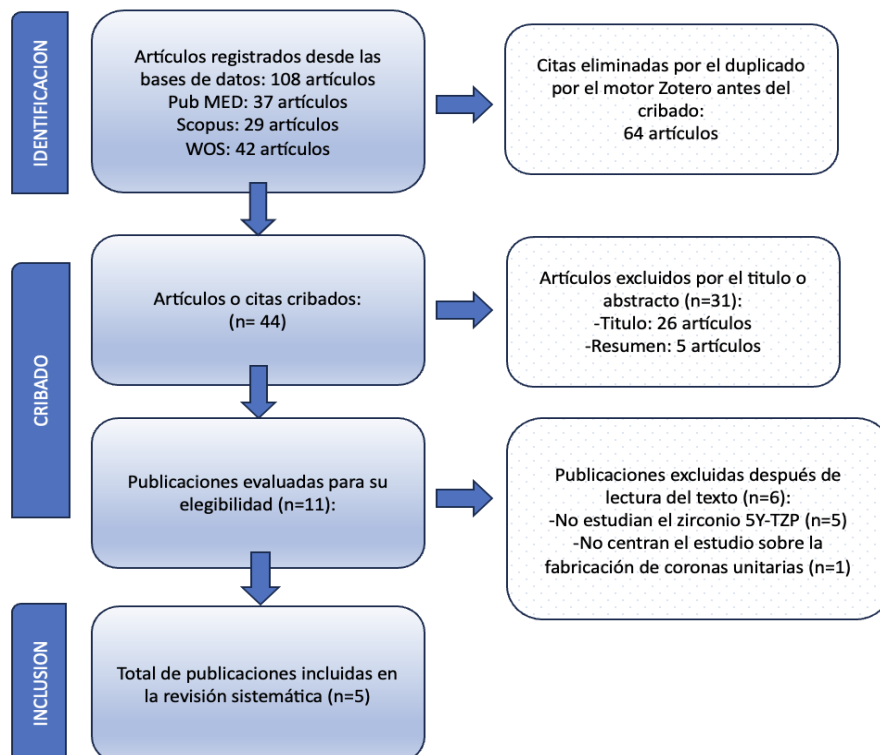 IDENTIFICACION
Artículos registrados desde las
bases de datos: 108 artículos
Pub MED: 37 artículos
Scopus: 29 artículos
WOS: 42 artículos
Citas eliminadas por el duplicado
por el motor Zotero antes del
cribado:
64 artículos
CRIBADO
Artículos o citas cribados:
(n= 44)
Artículos excluidos por el titulo o
abstracto (n=31):
-Titulo: 26 artículos
-Resumen: 5 artículos
Publicaciones evaluadas para su
elegibilidad (n=11):
Publicaciones excluidas después de
lectura del texto (n=6):
-No estudian el zirconio 5Y-TZP (n=5)
-No centran el estudio sobre la
fabricación de coronas unitarias (n=1)
INCLUSION
Total de publicaciones incluidas en
la revisión sistemática (n=5)